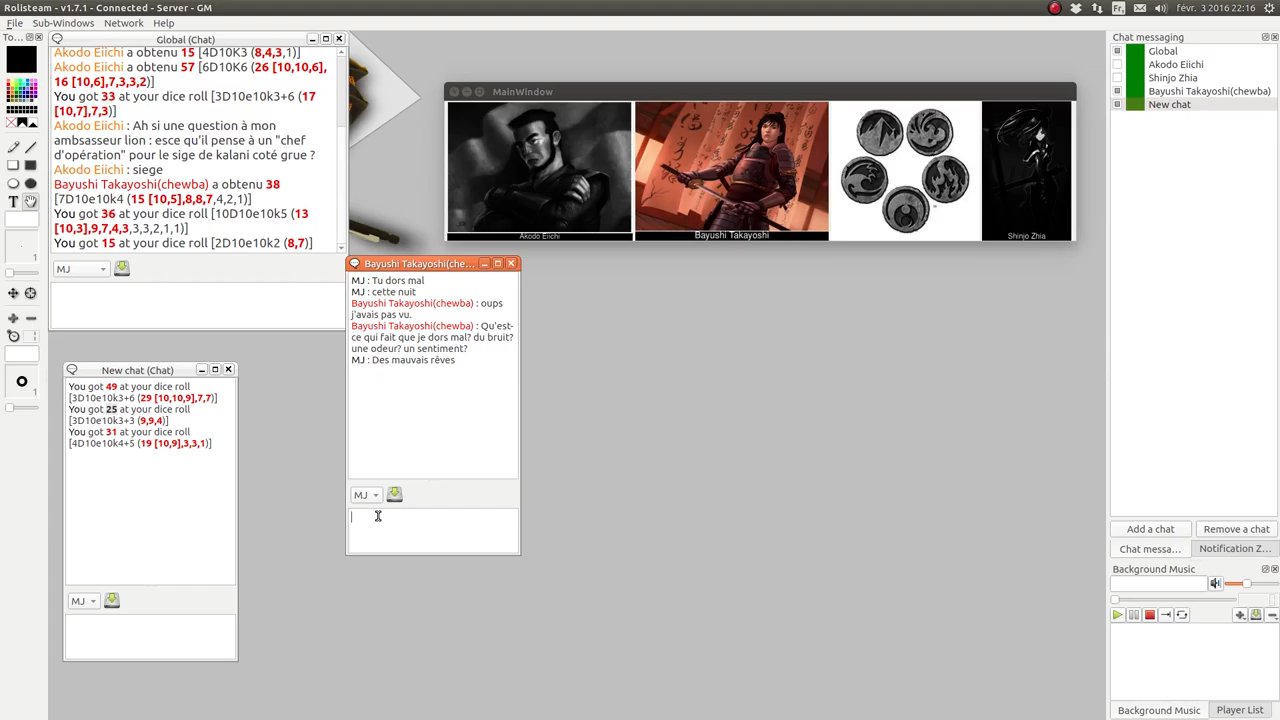 Rolisteam - v1.7.1 - Connected - Server - GM
Fr₁
févr. 3 2016 22:16
File Sub-Windows Network Help
To...
Global (Chat)
Akodo Eiichi a obtenu 15 [4D10K3 (8,4,3,1)]
Akodo Eiichi a obtenu 57 [6D10K6 (26 [10,10,6],
16 [10,6],7,3,3,2)]
You got 33 at your dice roll [3D10e10k3+6 (17
[10,7],7,3)]
Akodo Eiichi : Ah si une question à mon
ambsasseur lion : esce qu'il pense à un "chef
d'opération" pour le sige de kalani coté grue ?
Akodo Eiichi : siege
Bayushi Takayoshi(chewba) a obtenu 38
[7D10e10k4 (15 [10,5],8,8,7,4,2,1)]
You got 36 at your dice roll [10D10e10k5 (13
[10,3],9,7,4,3,3,3,2,1,1)]
You got 15 at your dice roll [2D10e10k2 (8,7)]
MJ
1
1
MainWindow
Akodo Eiichi
Bayushi Takayoshi
Shinjo Zhia
Bayushi Takayoshi(che...
MJ : Tu dors mal
MJ : cette nuit
Bayushi Takayoshi(chewba) : oups
j'avais pas vu.
Bayushi Takayoshi(chewba) : Qu'est-
ce qui fait que je dors mal? du bruit?
une odeur? un sentiment?
MJ : Des mauvais rêves
MJ
New chat (Chat)
You got 49 at your dice roll
[3D10e10k3+6 (29 [10,10,9],7,7)]
You got 25 at your dice roll
[3D10e10k3+3 (9,9,4)]
You got 31 at your dice roll
[4D10e10k4+5 (19 [10,9],3,3,1)]
MJ
Chat messaging
Global
Akodo Eiichi
Shinjo Zhia
Bayushi Takayoshi(chewba)
New chat
Add a chat
Remove a chat
Chat messa...
Notification Z...
Background Music
Background Music
Player List